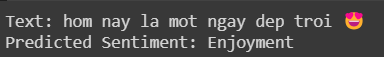 Text: hom nay la mot ngay dep troi 😍
Predicted Sentiment: Enjoyment